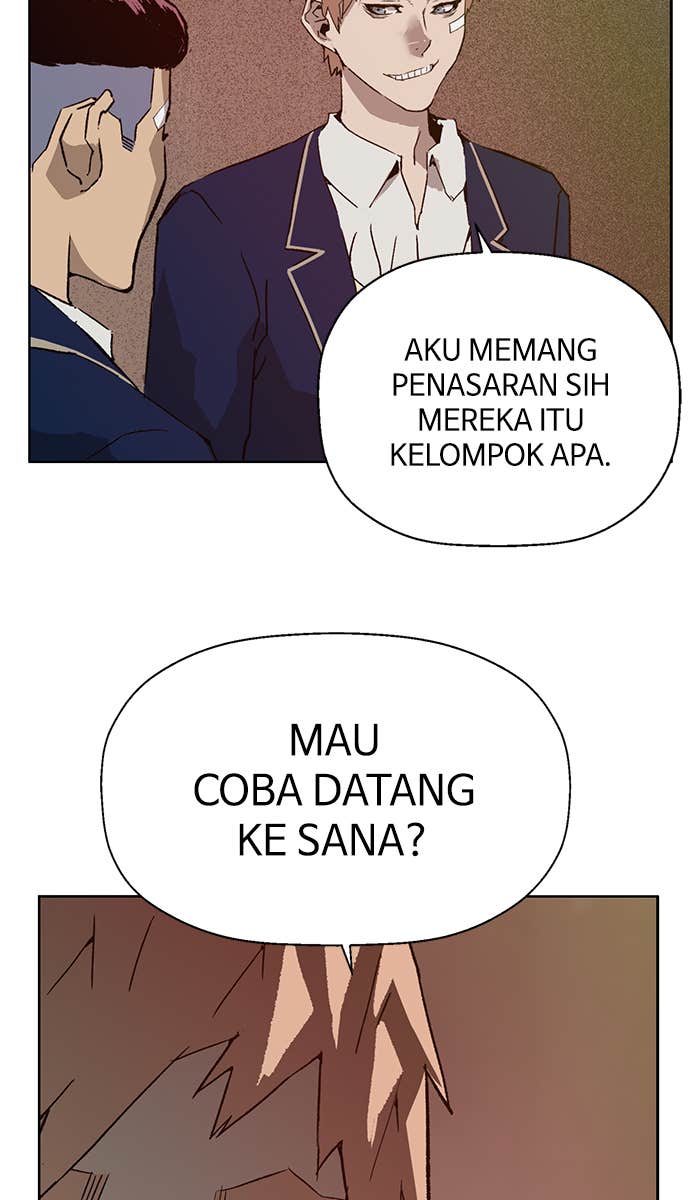 AKU MEMANG
PENASARAN SIH
MEREKA ITU
KELOMPOK APA.
MAU
COBA DATANG
KE SANA?